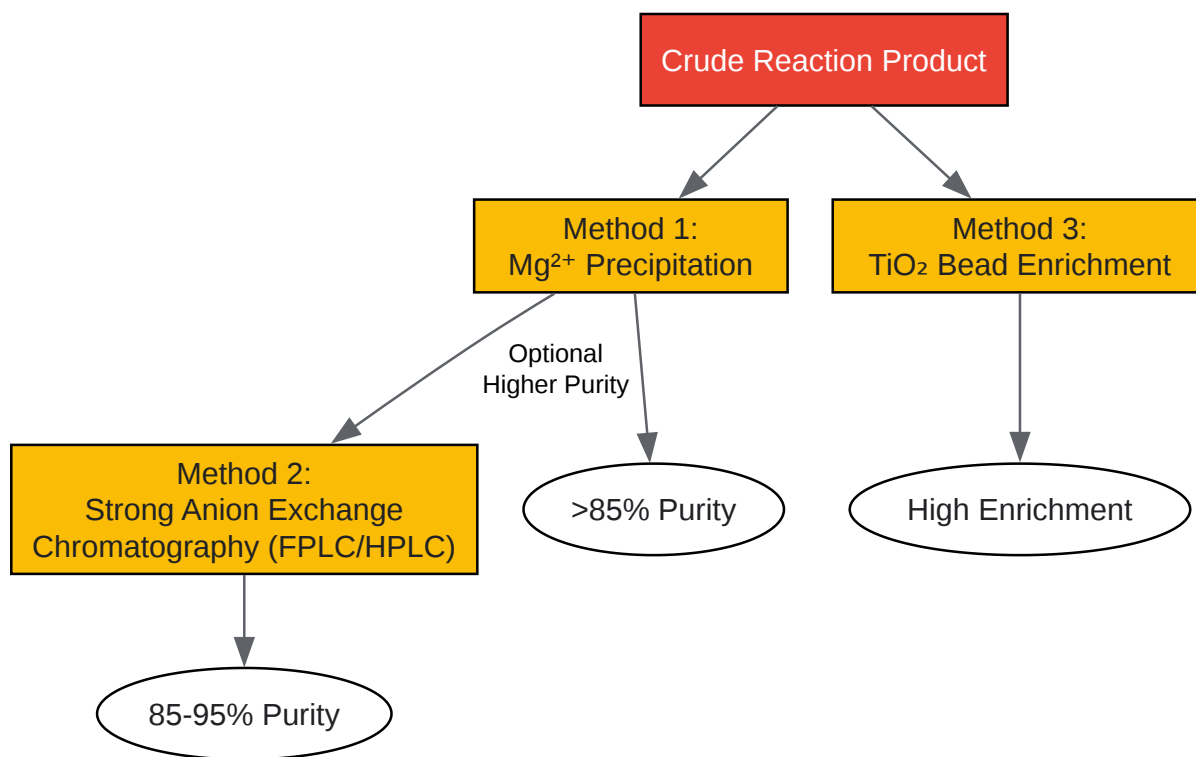 Crude Reaction Product
Method 1:
Mg²⁺ Precipitation
Method 3:
TiO₂ Bead Enrichment
Optional
Higher Purity
Method 2:
Strong Anion Exchange
Chromatography (FPLC/HPLC)
>85% Purity
High Enrichment
85-95% Purity